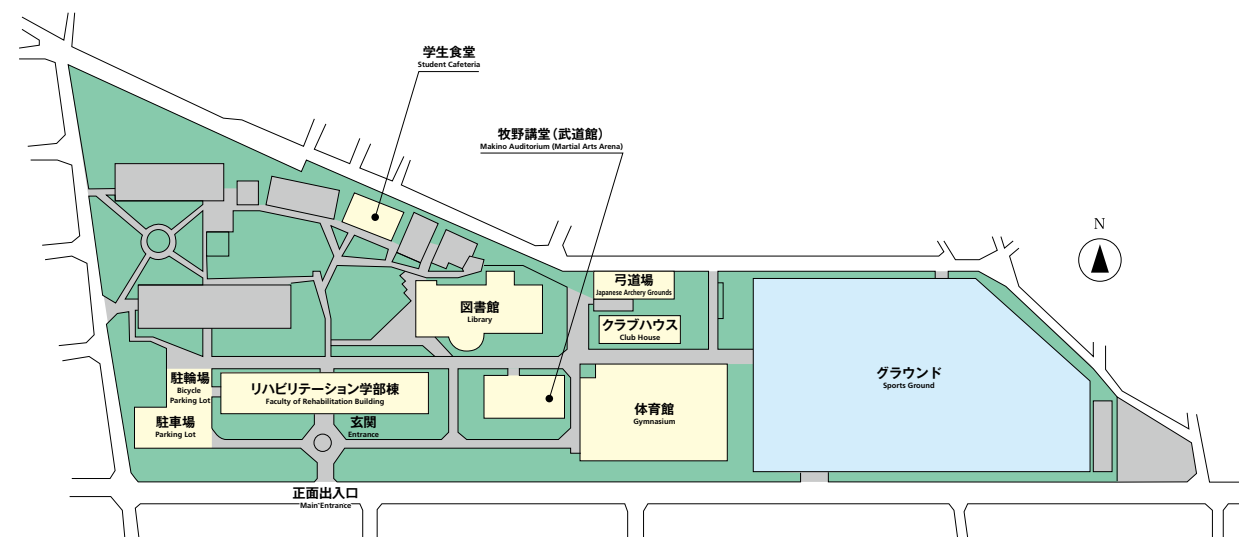 学生食堂
Student Cafeteria
牧野講堂（武道館）
Makino Auditorium (Martial Arts Arena)
N
弓道場
Japanese Archery Grounds
図書館
Library
クラブハウス
Club House
グラウンド
Sports Ground
駐輪場
Bicycle
Parking Lot
リハビリテーション学部棟
Faculty of Rehabilitation Building
体育館
Gymnasium
駐車場
Parking Lot
玄関
Entrance
正面出入口
Main Entrance